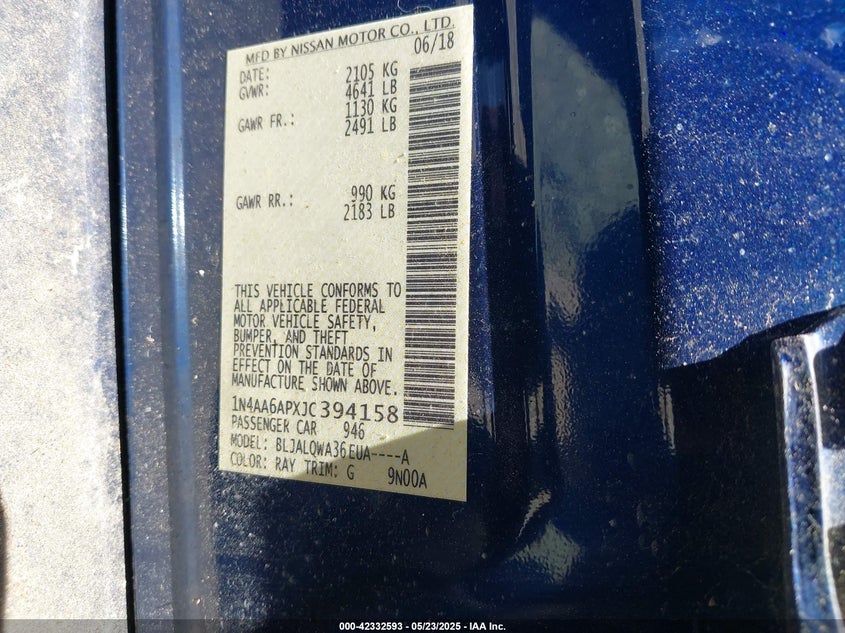 MFD BY NISSAN MOTOR CO., LTD.
DATE: 06/18
GVWR: 2105 KG
4641 LB
GAWR FR.: 1130 KG
2491 LB
GAWR RR.: 990 KG
2183 LB
THIS VEHICLE CONFORMS TO
ALL APPLICABLE FEDERAL
MOTOR VEHICLE SAFETY,
BUMPER, AND THEFT
PREVENTION STANDARDS IN
EFFECT ON THE DATE OF
MANUFACTURE SHOWN ABOVE.
1N4AA6APXJC394158
PASSENGER CAR 946
MODEL: BLJALQWA36EUA----A
COLOR: RAY TRIM: G 9N00A
000-42332593 - 05/23/2025 - IAA Inc.